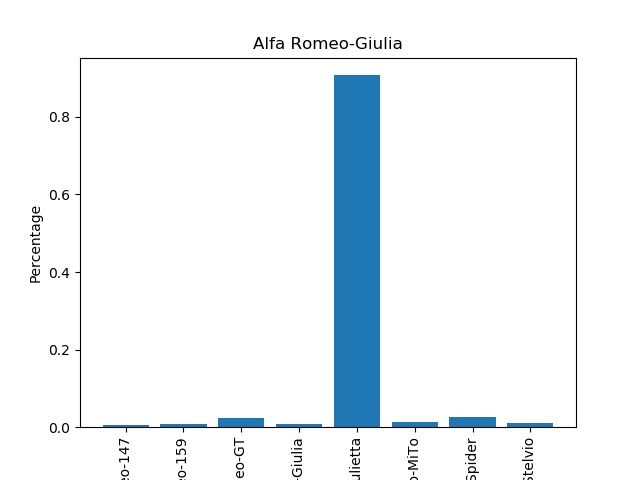 Alfa Romeo-Giulia
Percentage
0.8
0.6
0.4
0.2
0.0
eo-147
eo-159
eo-GT
-Giulia
ulietta
o-MiTo
Spider
Stelvio